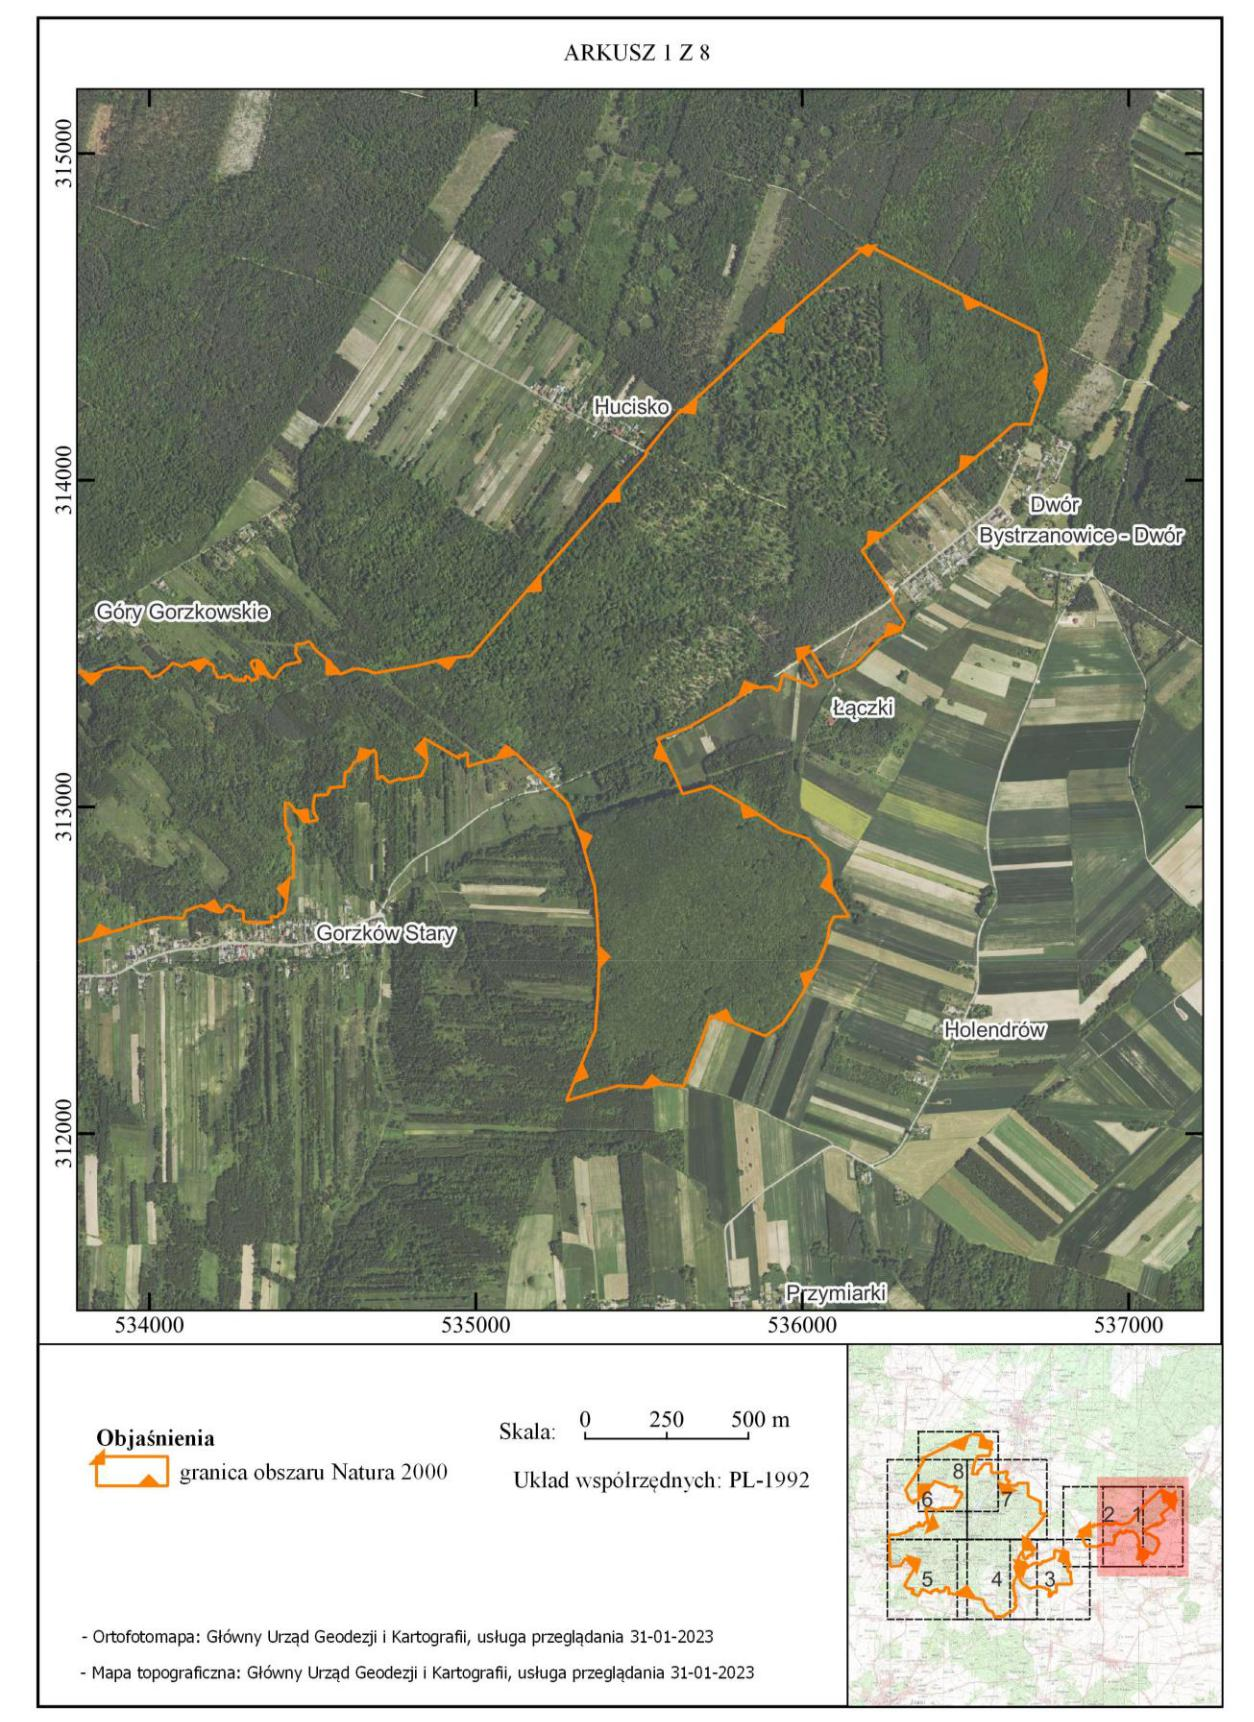 ARKUSZ 1 Z 8
315000
314000
313000
312000
Hucisko
Dwór
Bystrzanowice - Dwór
Góry Gorzkowskie
Łączki
Gorzków Stary
Holendrów
Przymiarki
534000
535000
536000
537000
Objaśnienia
granica obszaru Natura 2000
Skala:
0 250 500 m
Układ współrzędnych: PL-1992
- Ortofotomapa: Główny Urząd Geodezji i Kartografii, usługa przeglądania 31-01-2023
- Mapa topograficzna: Główny Urząd Geodezji i Kartografii, usługa przeglądania 31-01-2023
8
6
7
2
1
5
4
3